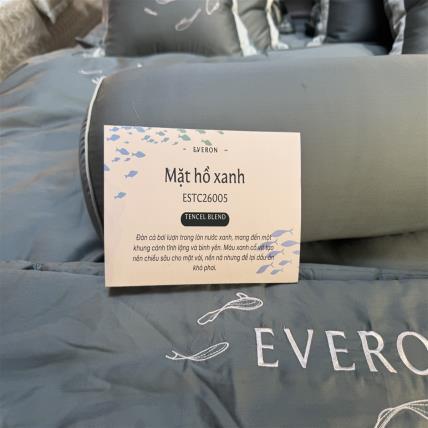 - EVERON -
Mặt hồ xanh
ESTC26005
TENCEL BLEND
Đàn cá bơi lượn trong làn nước xanh, mang đến một
khung cảnh tĩnh lặng và bình yên. Màu xanh cổ vịt tạo
nên chiều sâu cho mặt vải, nền nã nhưng để lại dấu ấn
khó phai.
EVERON